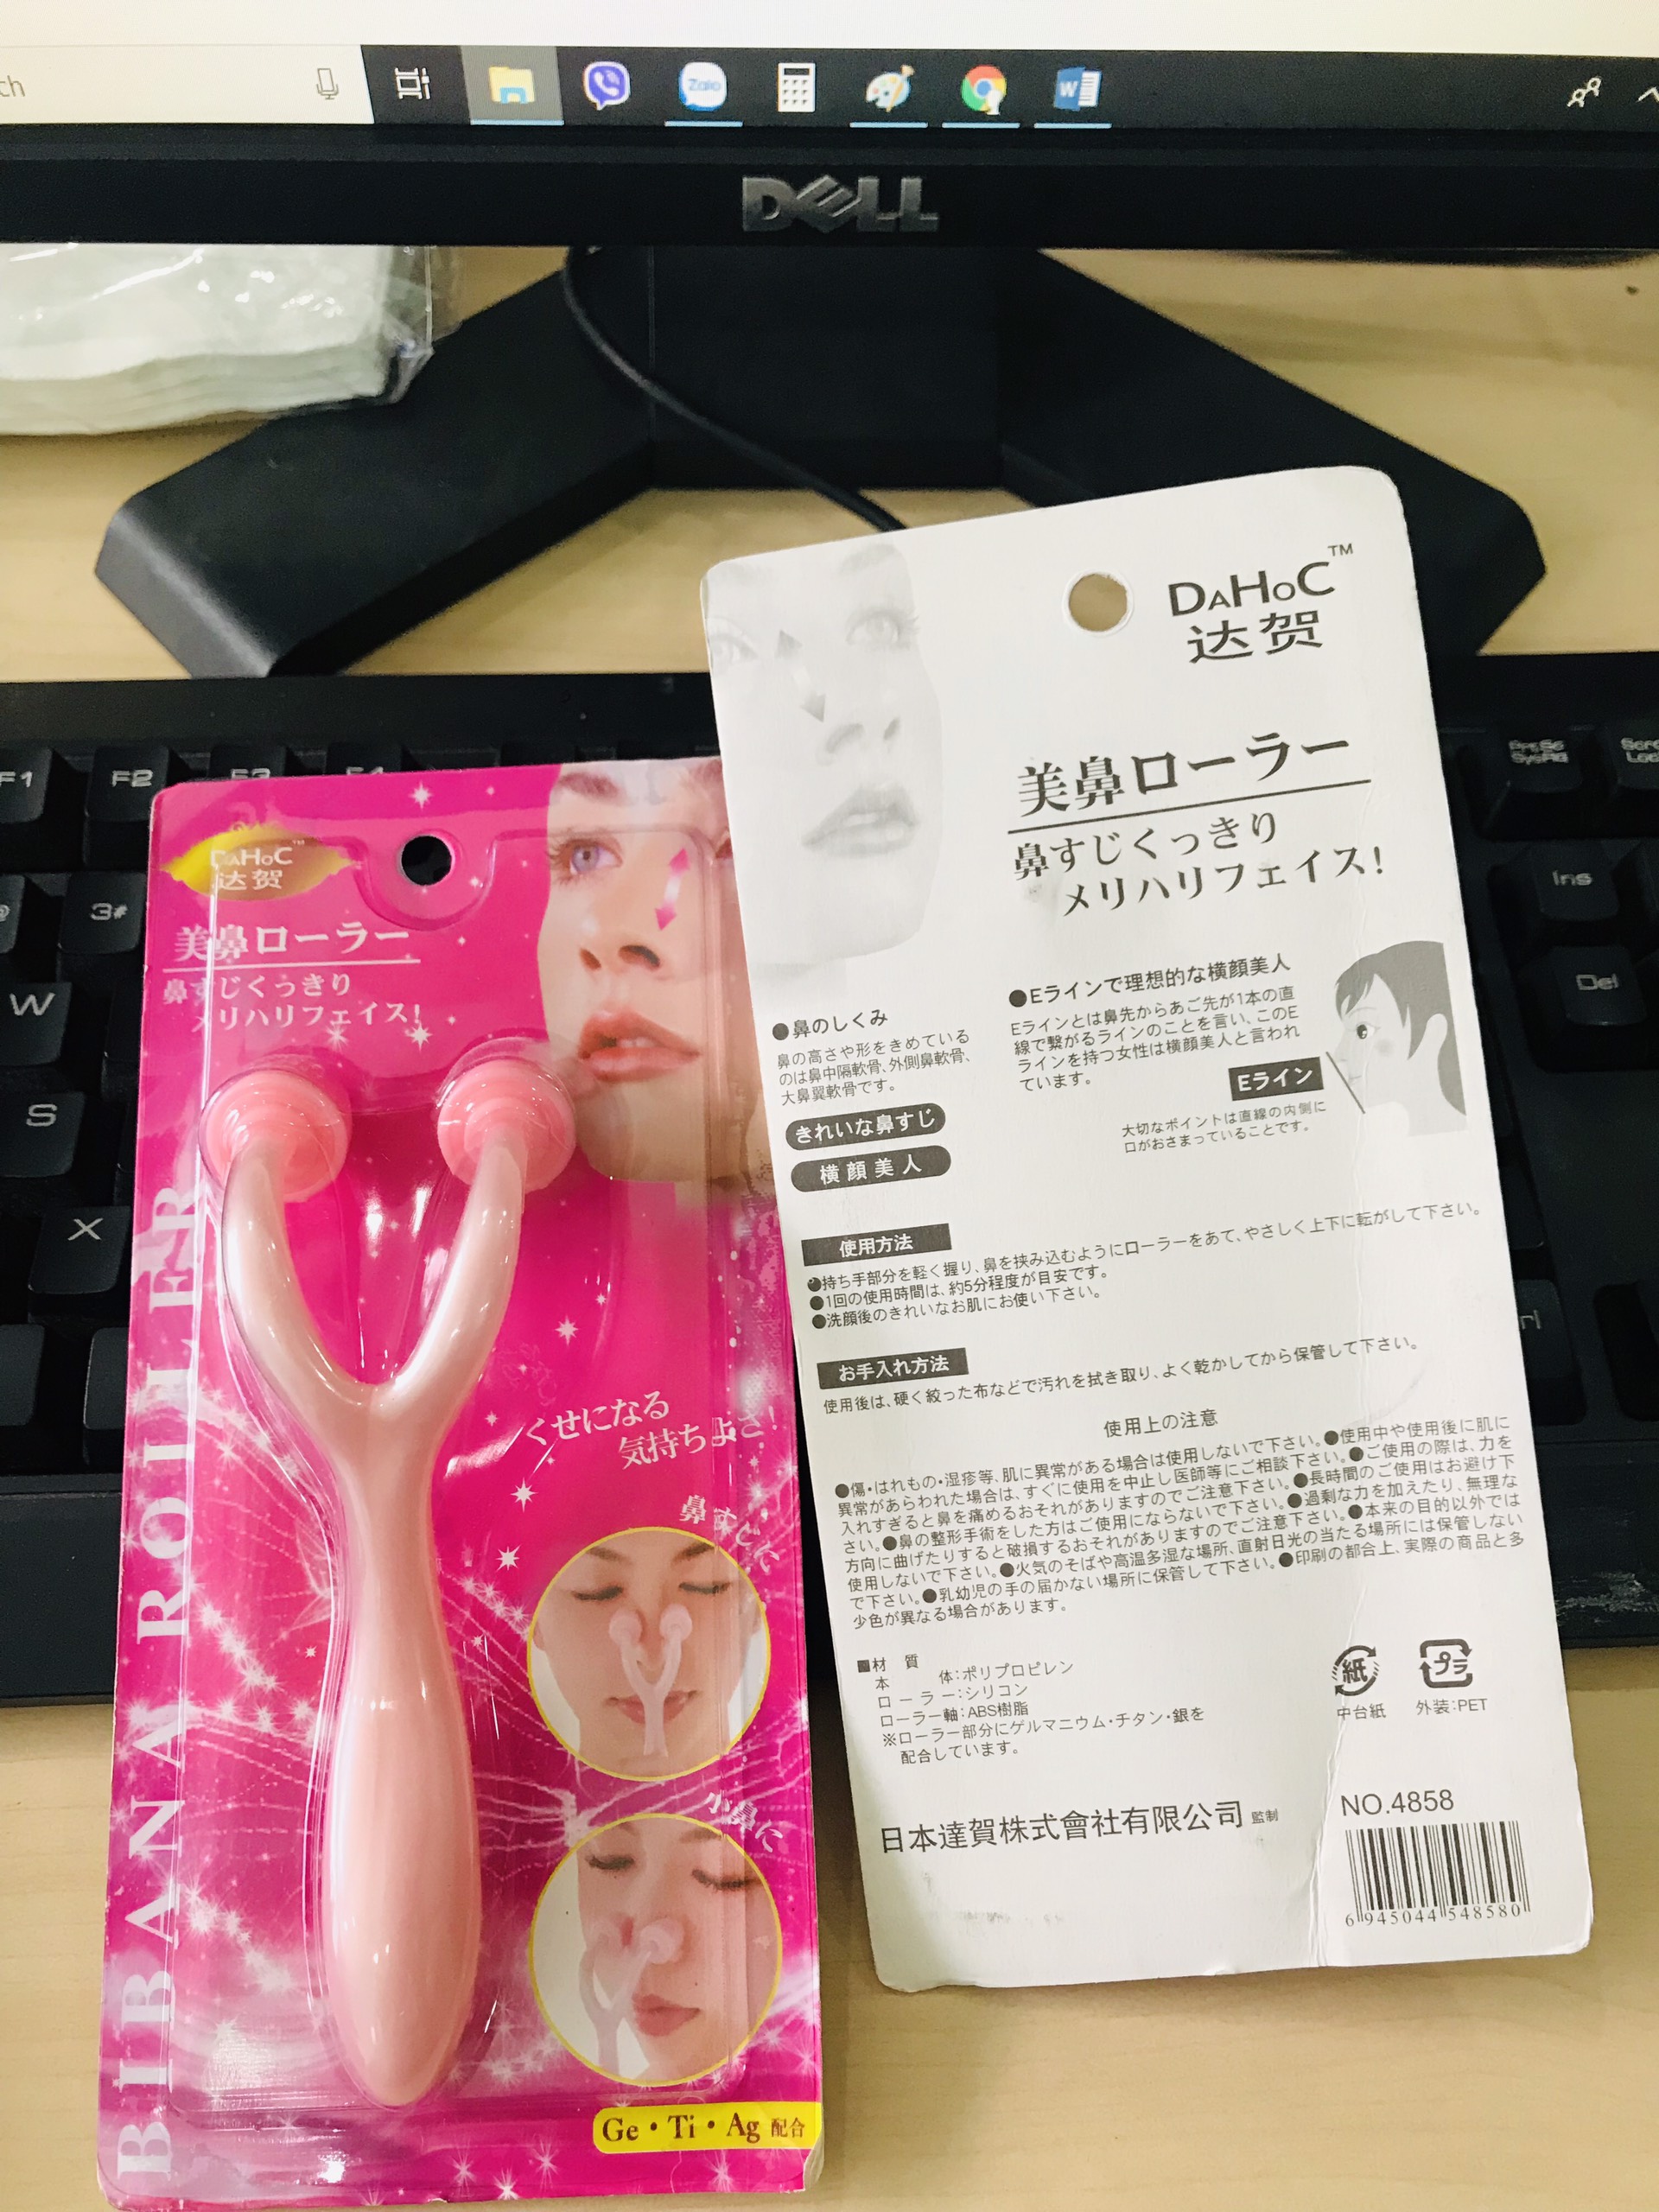 ch
Zalo
W
DELL
F1
F2
F3
F4
3#
W
S
X
PrtSc
SysRq
Ins
Del
DAHOC™
达贺
美鼻ローラー
鼻すじくっきり
メリハリフェイス!
BIBANA ROLLER
くせになる
気持ちよさ!
鼻すじに
小鼻に
Ge・Ti・Ag 配合
DAHOC™
达贺
美鼻ローラー
鼻すじくっきり
メリハリフェイス!
●鼻のしくみ
鼻の高さや形をきめている
のは鼻中隔軟骨、外側鼻軟骨、
大鼻翼軟骨です。
きれいな鼻すじ
横顔美人
●Eラインで理想的な横顔美人
Eラインとは鼻先からあご先が1本の直
線で繋がるラインのことを言い、このE
ラインを持つ女性は横顔美人と言われ
ています。
Eライン
大切なポイントは直線の内側に
口がおさまっていることです。
使用方法
●持ち手部分を軽く握り、鼻を挟み込むようにローラーをあて、やさしく上下に転がして下さい。
●1回の使用時間は、約5分程度が目安です。
●洗顔後のきれいなお肌にお使い下さい。
お手入れ方法
使用後は、硬く絞った布などで汚れを拭き取り、よく乾かしてから保管して下さい。
使用上の注意
●傷・はれもの・湿疹等、肌に異常がある場合は使用しないで下さい。●使用中や使用後に肌に
異常があらわれた場合は、すぐに使用を中止し医師等にご相談下さい。●ご使用の際は、力を
入れすぎると鼻を痛めるおそれがありますのでご注意下さい。●長時間のご使用はお避け下
さい。●鼻の整形手術をした方はご使用にならないで下さい。●過剰な力を加えたり、無理な
方向に曲げたりすると破損するおそれがありますのでご注意下さい。●本来の目的以外では
使用しないで下さい。●火気のそばや高温多湿な場所、直射日光の当たる場所には保管しない
で下さい。●乳幼児の手の届かない場所に保管して下さい。●印刷の都合上、実際の商品と多
少色が異なる場合があります。
■材 質
本 体:ポリプロピレン
ローラー:シリコン
ローラー軸:ABS樹脂
※ローラー部分にゲルマニウム・チタン・銀を
配合しています。
紙
中台紙
プラ
外装:PET
日本達賀株式會社有限公司 監制
NO.4858
6 945044 548580